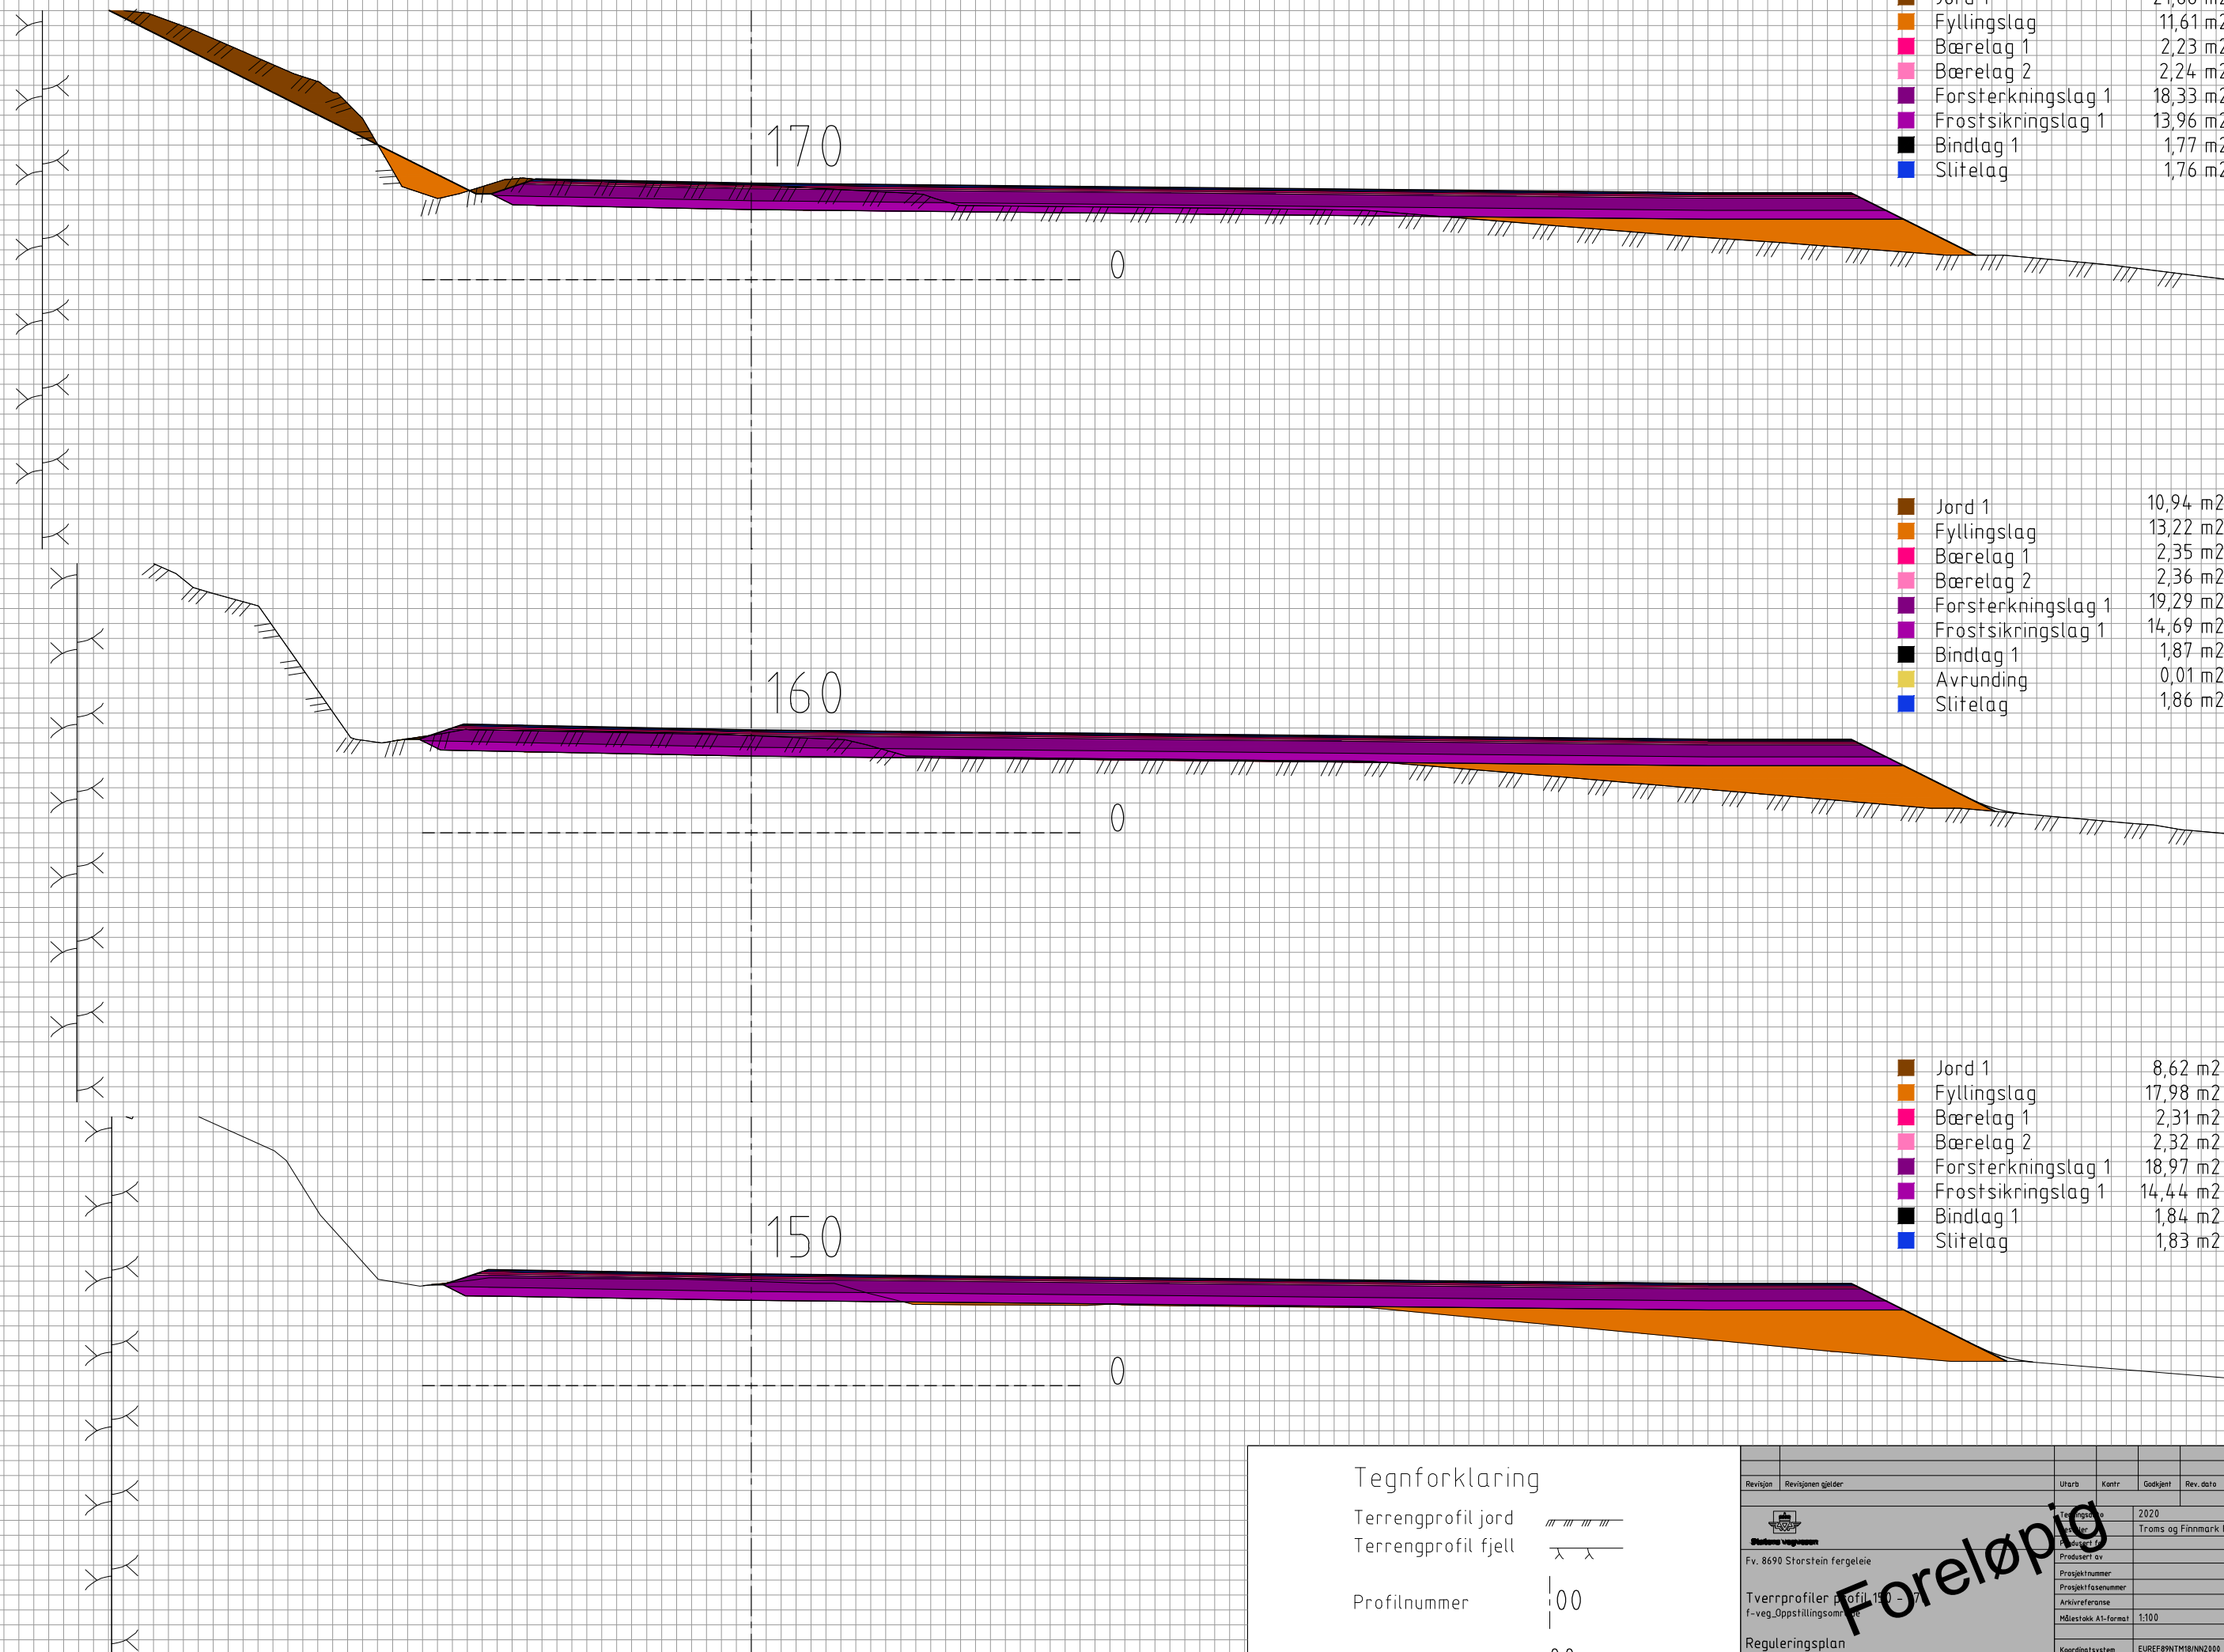 Fyllingslag 11,61 m2
Bærelag 1 2,23 m2
Bærelag 2 2,24 m2
Forsterkningslag 1 18,33 m2
Frostsikringslag 1 13,96 m2
Bindlag 1 1,77 m2
Slitelag 1,76 m2
170
0
Jord 1 10,94 m2
Fyllingslag 13,22 m2
Bærelag 1 2,35 m2
Bærelag 2 2,36 m2
Forsterkningslag 1 19,29 m2
Frostsikringslag 1 14,69 m2
Bindlag 1 1,87 m2
Avrunding 0,01 m2
Slitelag 1,86 m2
160
0
Jord 1 8,62 m2
Fyllingslag 17,98 m2
Bærelag 1 2,31 m2
Bærelag 2 2,32 m2
Forsterkningslag 1 18,97 m2
Frostsikringslag 1 14,44 m2
Bindlag 1 1,84 m2
Slitelag 1,83 m2
150
0
Tegnforklaring
Terrengprofil jord
Terrengprofil fjell
Profilnummer 00
Revisjon Revisjonen gjelder Utarb Kontr Godkjent Rev. dato
2020
Statens vegvesen
Troms og Finnmark
Produsert av
Fv. 8690 Storstein fergeleie
Prosjektnummer
Prosjektfasenummer
Tverrprofiler profil
Arkivreferanse
Målestokk A1-format 1:100
Reguleringsplan
Koordinatsystem EUREF89NTM18/NN2000
Foreløpig